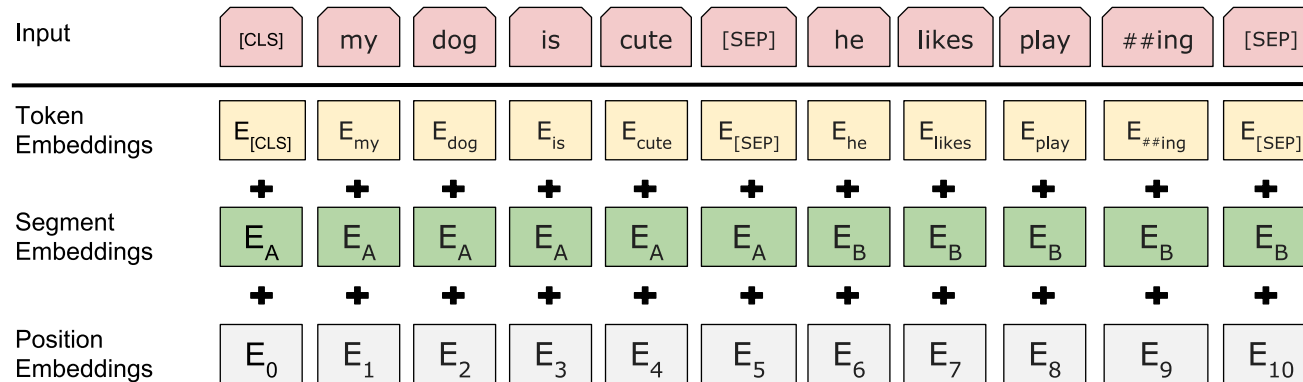 Input [CLS] my dog is cute [SEP] he likes play ##ing [SEP]
Token
Embeddings E[CLS] Emy Edog Eis Ecute E[SEP] Ehe Elikes Eplay E##ing E[SEP]
+ + + + + + + + + + +
Segment
Embeddings EA EA EA EA EA EA EB EB EB EB EB
+ + + + + + + + + + +
Position
Embeddings E0 E1 E2 E3 E4 E5 E6 E7 E8 E9 E10